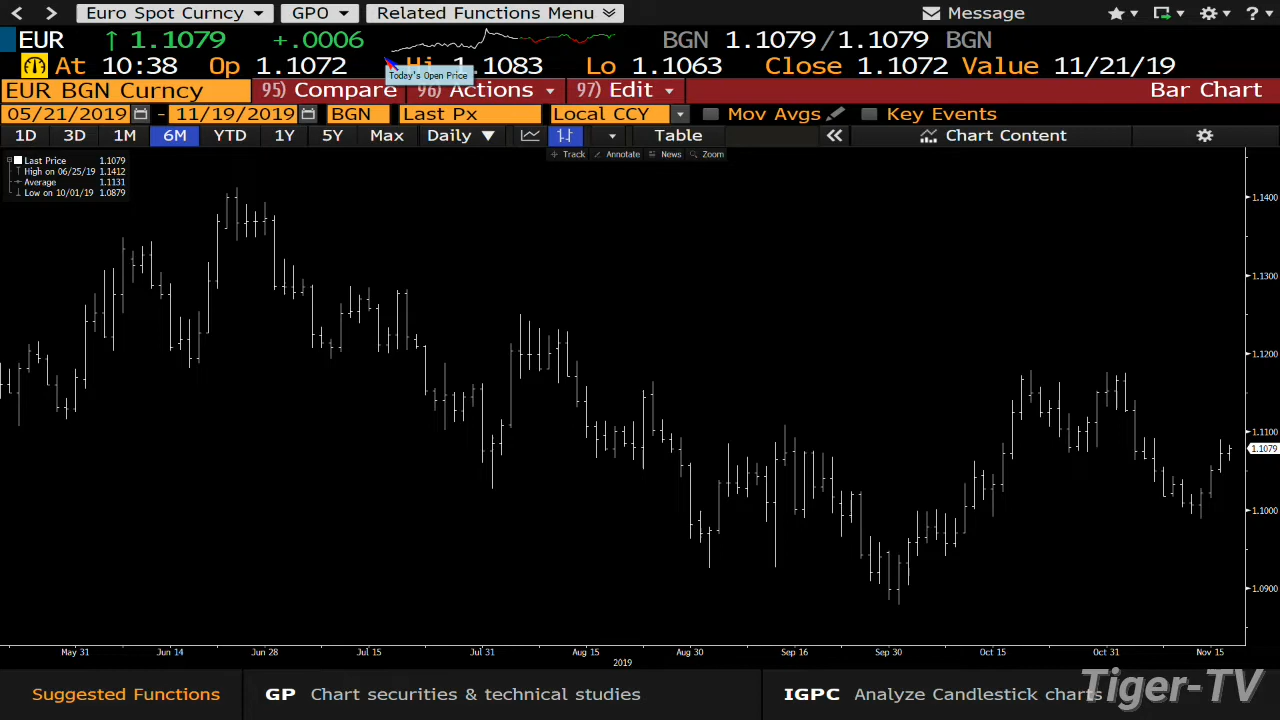 Euro Spot Curncy GPO Related Functions Menu Message
EUR 1.1079 +.0006 BGN 1.1079/1.1079 BGN
At 10:38 Op 1.1072 Hi 1.1083 Lo 1.1063 Close 1.1072 Value 11/21/19
Today's Open Price
EUR BGN Curncy 95) Compare 96) Actions 97) Edit Bar Chart
05/21/2019 - 11/19/2019 BGN Last Px Local CCY Mov Avgs Key Events
1D 3D 1M 6M YTD 1Y 5Y Max Daily Table Chart Content
Track Annotate News Zoom
Last Price 1.1079
High on 06/25/19 1.1412
Average 1.1131
Low on 10/01/19 1.0879
1.1400
1.1300
1.1200
1.1100
1.1079
1.1000
1.0900
May 31 Jun 14 Jun 28 Jul 15 Jul 31 Aug 15 Aug 30 Sep 16 Sep 30 Oct 15 Oct 31 Nov 15
2019
Suggested Functions GP Chart securities & technical studies IGPC Analyze Candlestick charts
Tiger-TV